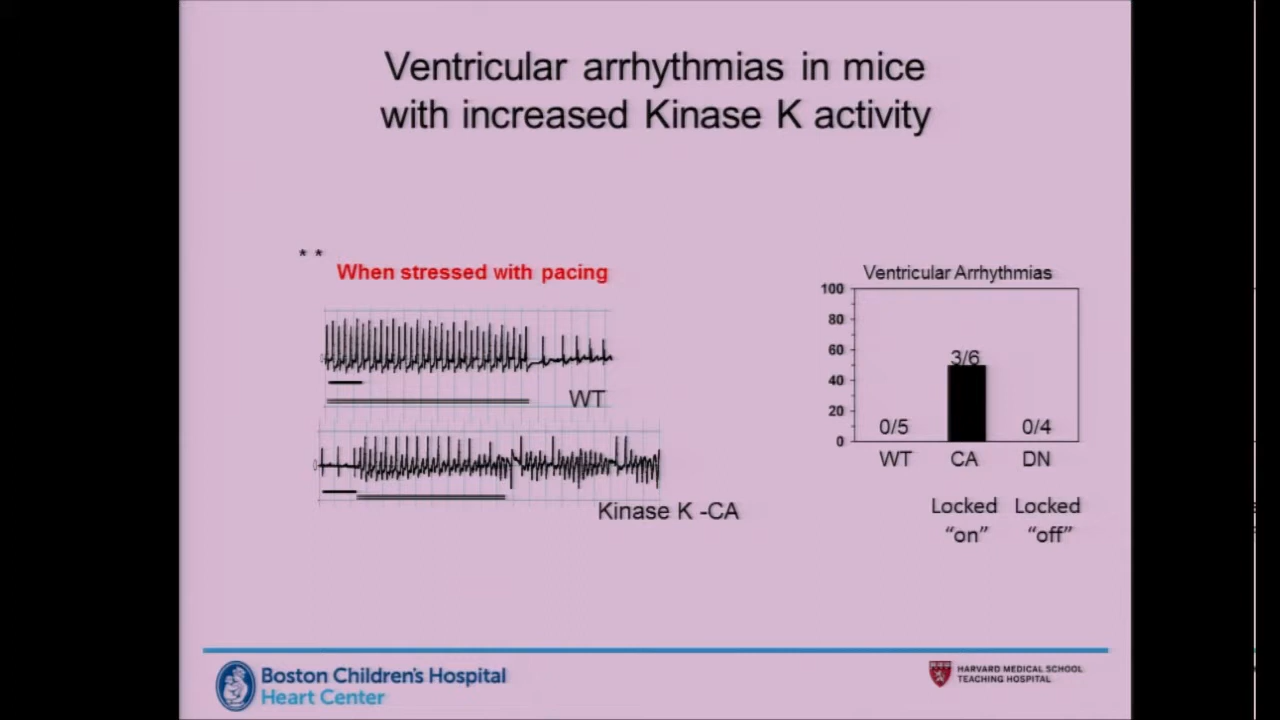 Ventricular arrhythmias in mice
with increased Kinase K activity
* *
When stressed with pacing
WT
Kinase K -CA
Ventricular Arrhythmias
100
80
60
40
20
0
0/5
3/6
0/4
WT CA DN
Locked Locked
“on” “off”
Boston Children's Hospital
Heart Center
HARVARD MEDICAL SCHOOL
TEACHING HOSPITAL